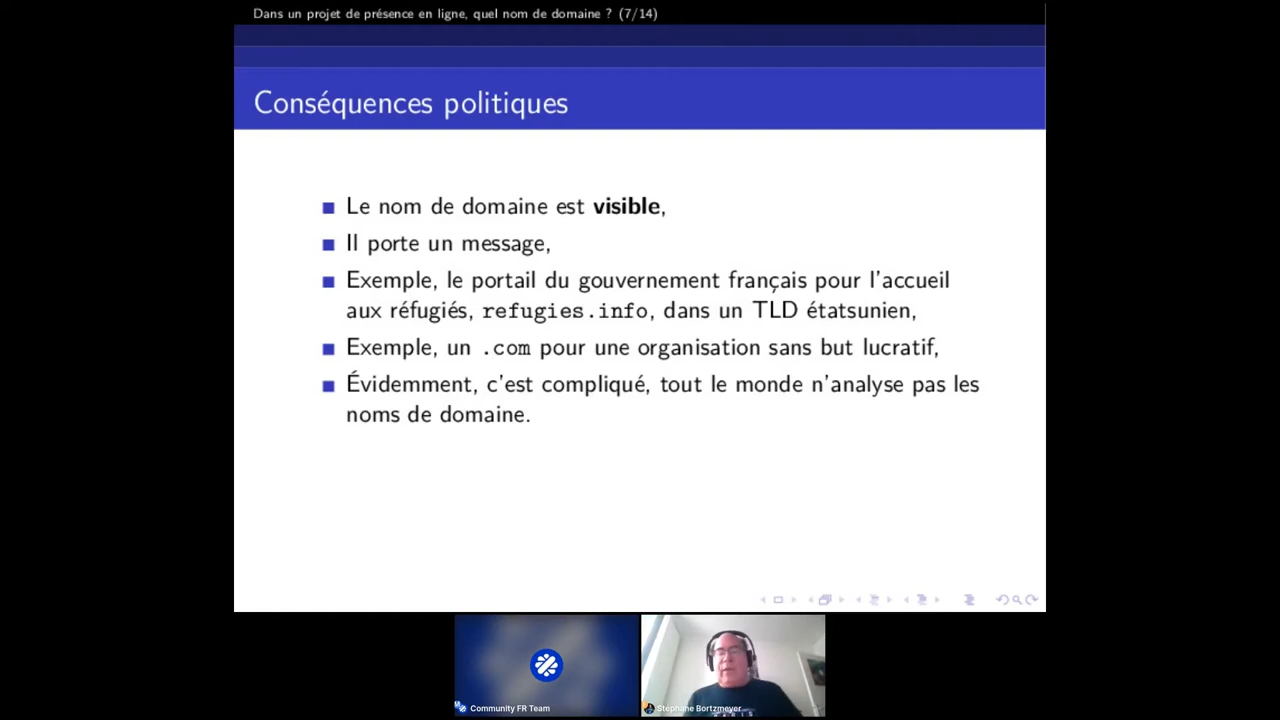 Dans un projet de présence en ligne, quel nom de domaine ? (7/14)
Conséquences politiques
Le nom de domaine est visible,
Il porte un message,
Exemple, le portail du gouvernement français pour l'accueil
aux réfugiés, refugies.info, dans un TLD étatsunien,
Exemple, un .com pour une organisation sans but lucratif,
Évidemment, c'est compliqué, tout le monde n'analyse pas les
noms de domaine.
Community FR Team
Stéphane Bortzmeyer